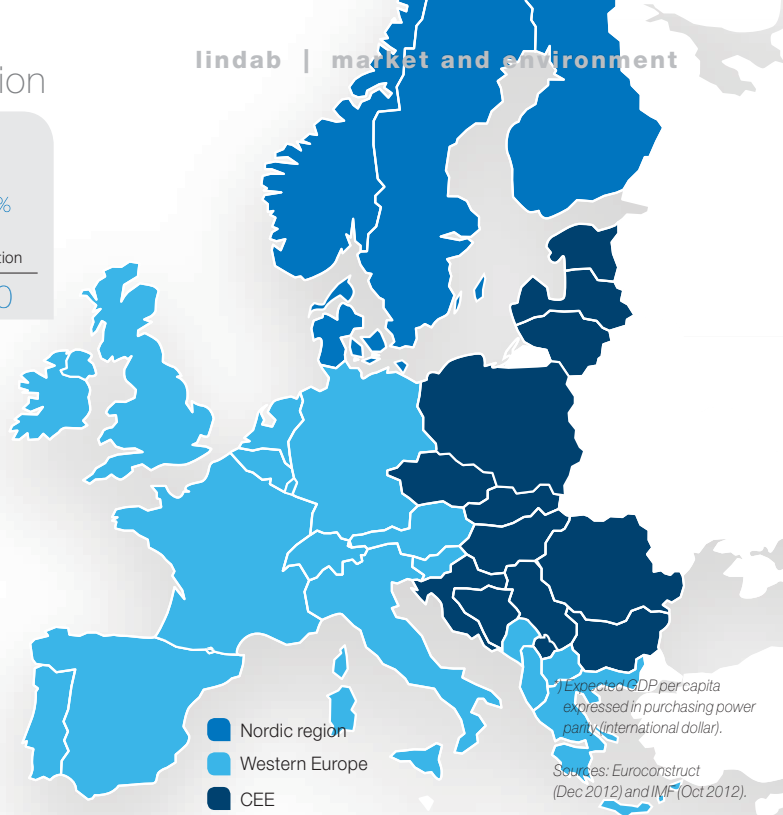 lindab | market and environment
ion
%
tion
0
Nordic region
Western Europe
CEE
*) Expected GDP per capita
expressed in purchasing power
parity (international dollar).
Sources: Euroconstruct
(Dec 2012) and IMF (Oct 2012).